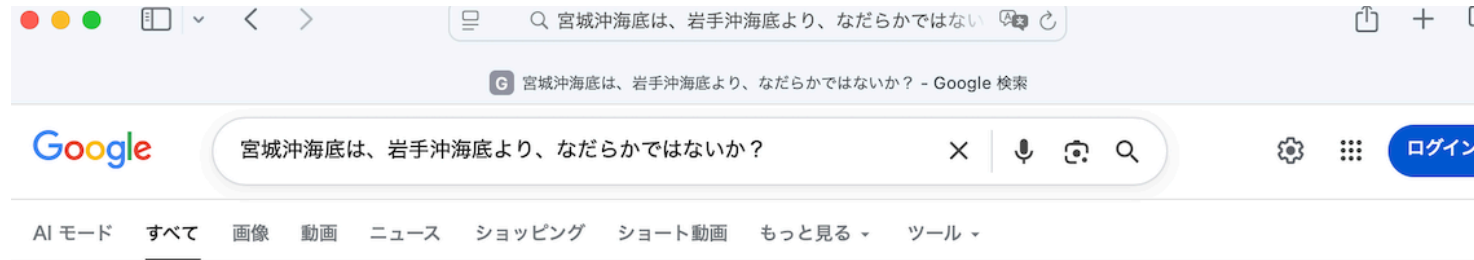 宮城沖海底は、岩手沖海底より、なだらかではない
G 宮城沖海底は、岩手沖海底より、なだらかではないか？ - Google 検索
Google 宮城沖海底は、岩手沖海底より、なだらかではないか？ ログイン
AI モード すべて 画像 動画 ニュース ショッピング ショート動画 もっと見る ツール